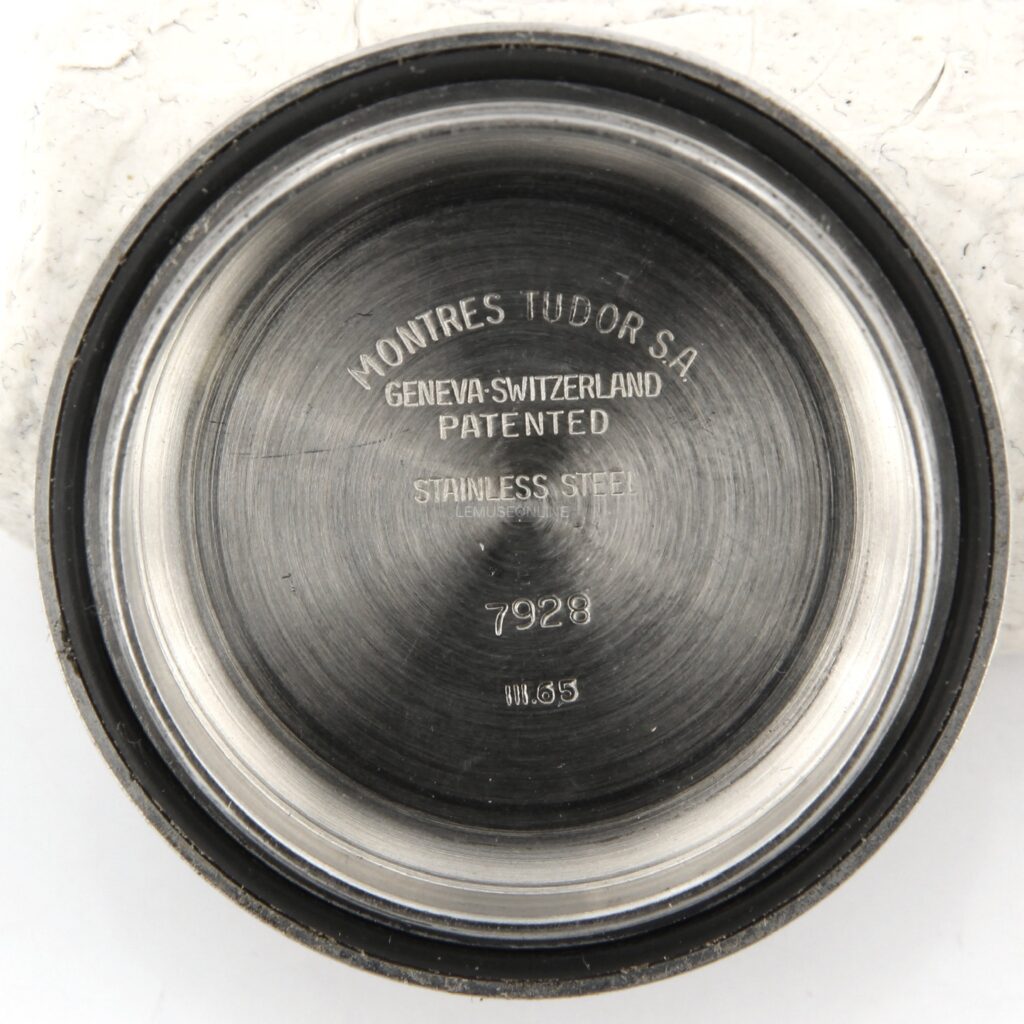 MONTRES TUDOR S.A.
GENEVA·SWITZERLAND
PATENTED
STAINLESS STEEL
LEMUSEONLINE
7928
III.65